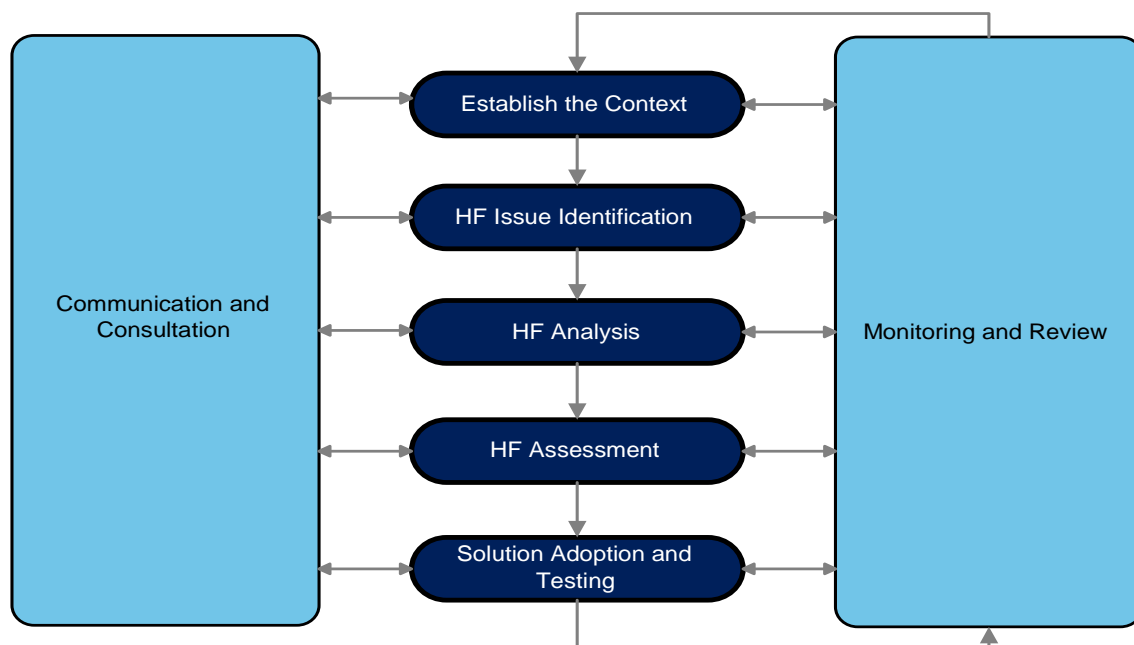 Establish the Context
HF Issue Identification
Communication and
Consultation
HF Analysis
Monitoring and Review
HF Assessment
Solution Adoption and
Testing